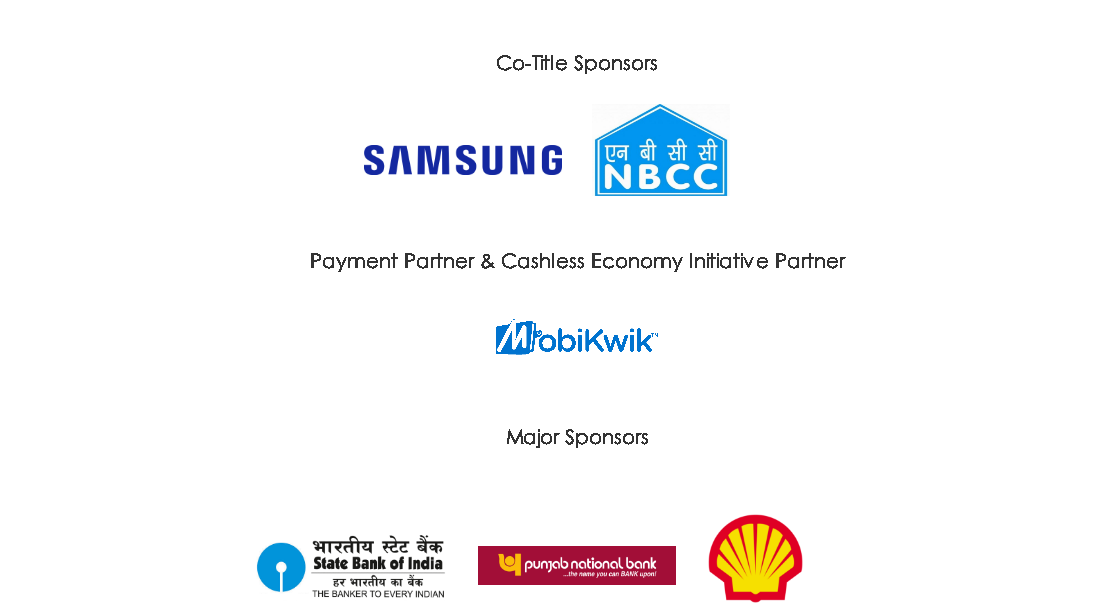 Co-Title Sponsors
SAMSUNG
एन बी सी सी
NBCC
Payment Partner & Cashless Economy Initiative Partner
MobiKwik™
Major Sponsors
भारतीय स्टेट बैंक
State Bank of India
हर भारतीय का बैंक
THE BANKER TO EVERY INDIAN
punjab national bank
...the name you can BANK upon!